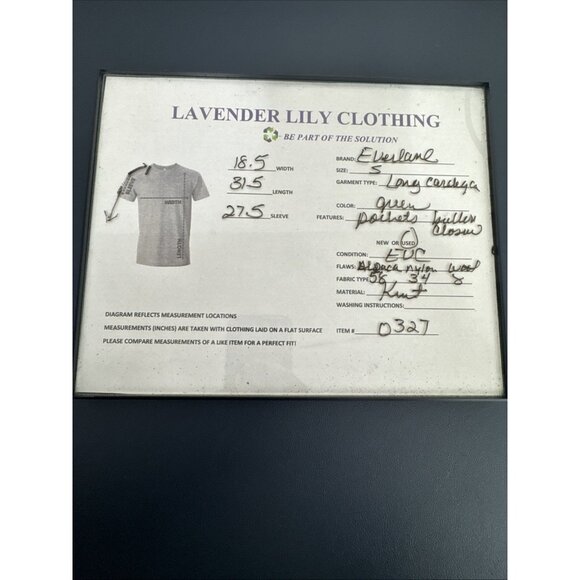 LAVENDER LILY CLOTHING
BE PART OF THE SOLUTION
18.5 WIDTH
31.5 LENGTH
27.5 SLEEVE
WIDTH
LENGTH
BRAND: Everlane
SIZE: S
GARMENT TYPE: Long Cardigan
COLOR: Green
FEATURES: Pockets button
closure
NEW OR USED
CONDITION: EUC
FLAWS: Alpaca nylon wool
FABRIC TYPE: 58 34 8
MATERIAL: Knit
WASHING INSTRUCTIONS:
ITEM # 0327
DIAGRAM REFLECTS MEASUREMENT LOCATIONS
MEASUREMENTS (INCHES) ARE TAKEN WITH CLOTHING LAID ON A FLAT SURFACE
PLEASE COMPARE MEASUREMENTS OF A LIKE ITEM FOR A PERFECT FIT!